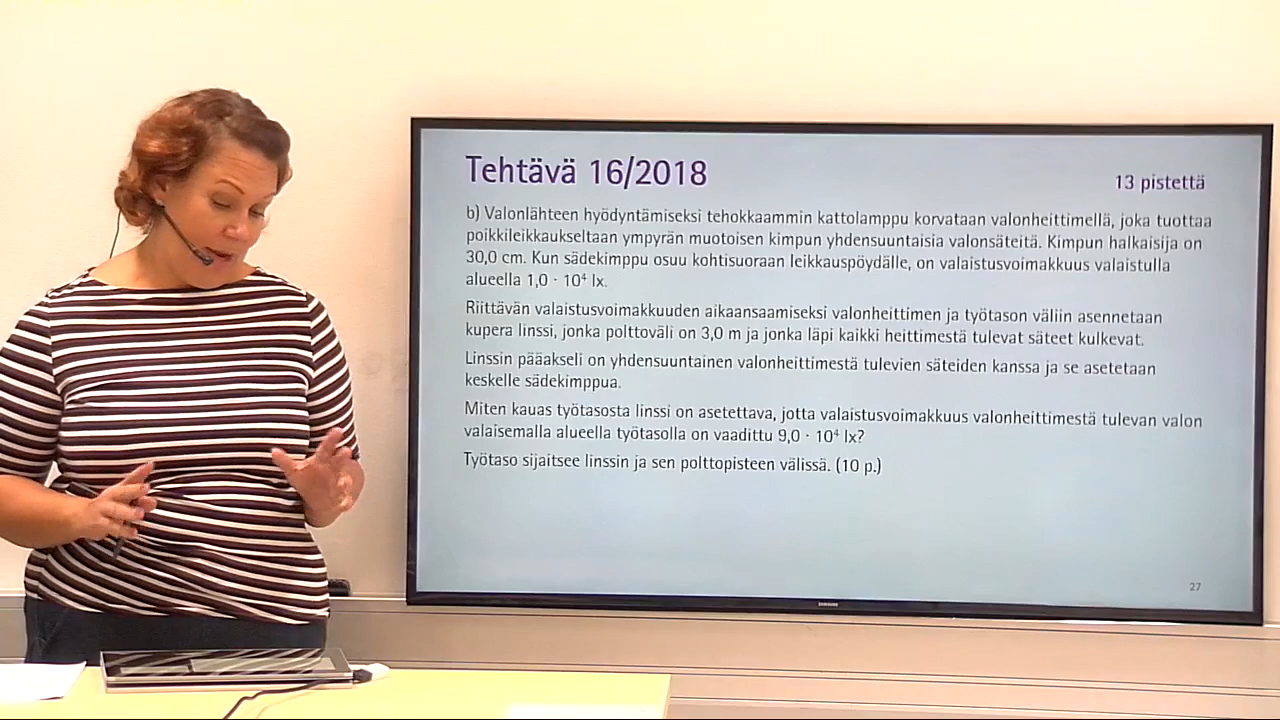 Tehtävä 16/2018
13 pistettä
b) Valonlähteen hyödyntämiseksi tehokkaammin kattolamppu korvataan valonheittimellä, joka tuottaa
poikkileikkaukseltaan ympyrän muotoisen kimpun yhdensuuntaisia valonsäteitä. Kimpun halkaisija on
30,0 cm. Kun sädekimppu osuu kohtisuoraan leikkauspöydälle, on valaistusvoimakkuus valaistulla
alueella 1,0 · 10⁴ lx.
Riittävän valaistusvoimakkuuden aikaansaamiseksi valonheittimen ja työtason väliin asennetaan
kupera linssi, jonka polttoväli on 3,0 m ja jonka läpi kaikki heittimestä tulevat säteet kulkevat.
Linssin pääakseli on yhdensuuntainen valonheittimestä tulevien säteiden kanssa ja se asetetaan
keskelle sädekimppua.
Miten kauas työtasosta linssi on asetettava, jotta valaistusvoimakkuus valonheittimestä tulevan valon
valaisemalla alueella työtasolla on vaadittu 9,0 · 10⁴ lx?
Työtaso sijaitsee linssin ja sen polttopisteen välissä. (10 p.)
27
SAMSUNG